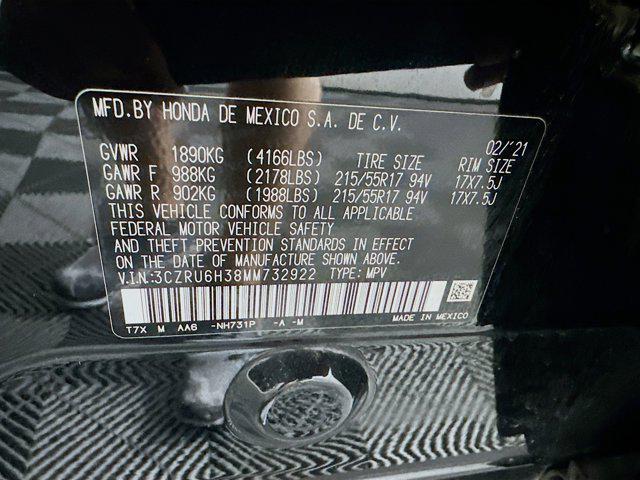 MFD.BY HONDA DE MEXICO S.A. DE C.V.
02/'21
GVWR 1890KG (4166LBS) TIRE SIZE RIM SIZE
GAWR F 988KG (2178LBS) 215/55R17 94V 17X7.5J
GAWR R 902KG (1988LBS) 215/55R17 94V 17X7.5J
THIS VEHICLE CONFORMS TO ALL APPLICABLE
FEDERAL MOTOR VEHICLE SAFETY
AND THEFT PREVENTION STANDARDS IN EFFECT
ON THE DATE OF MANUFACTURE SHOWN ABOVE.
V.I.N:3CZRU6H38MM732922 TYPE: MPV
T7X M AA6 -NH731P -A -M MADE IN MEXICO